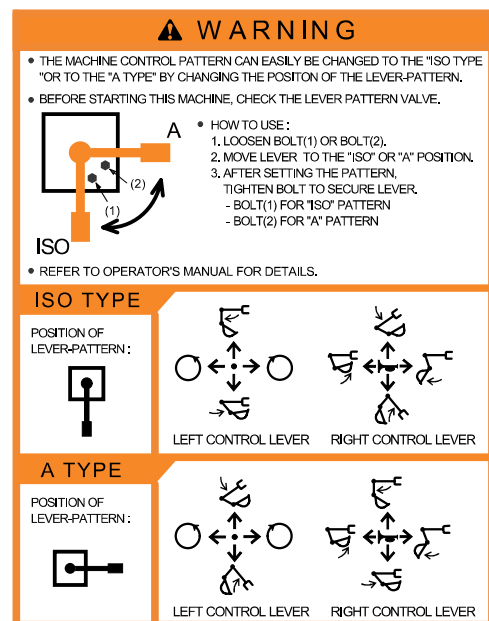 WARNING
• THE MACHINE CONTROL PATTERN CAN EASILY BE CHANGED TO THE "ISO TYPE
"OR TO THE "A TYPE" BY CHANGING THE POSITON OF THE LEVER-PATTERN.
• BEFORE STARTING THIS MACHINE, CHECK THE LEVER PATTERN VALVE.
A
(2)
(1)
ISO
• HOW TO USE :
1. LOOSEN BOLT(1) OR BOLT(2).
2. MOVE LEVER TO THE "ISO" OR "A" POSITION.
3. AFTER SETTING THE PATTERN,
TIGHTEN BOLT TO SECURE LEVER.
- BOLT(1) FOR "ISO" PATTERN
- BOLT(2) FOR "A" PATTERN
• REFER TO OPERATOR'S MANUAL FOR DETAILS.
ISO TYPE
POSITION OF
LEVER-PATTERN :
LEFT CONTROL LEVER
RIGHT CONTROL LEVER
A TYPE
POSITION OF
LEVER-PATTERN :
LEFT CONTROL LEVER
RIGHT CONTROL LEVER